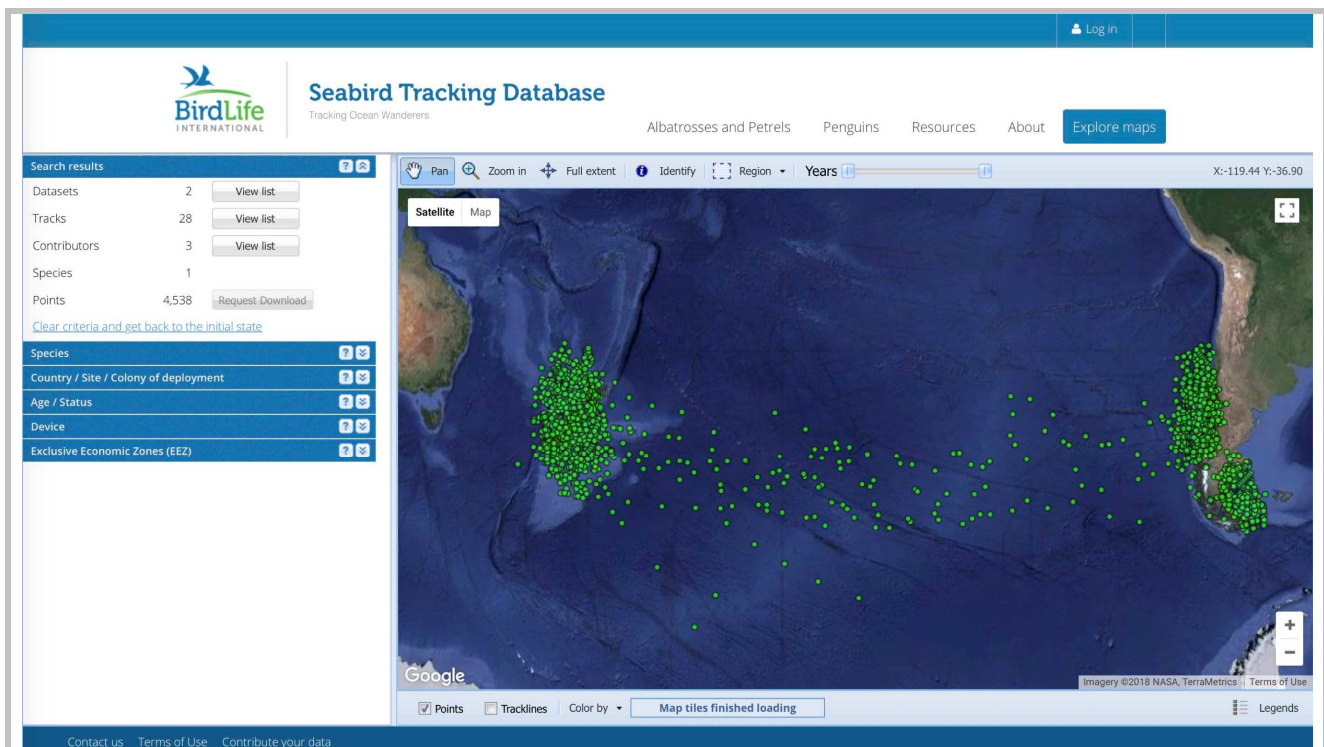 Log in
BirdLife
INTERNATIONAL
Seabird Tracking Database
Tracking Ocean Wanderers
Albatrosses and Petrels Penguins Resources About Explore maps
Search results ?
Datasets 2 View list
Tracks 28 View list
Contributors 3 View list
Species 1
Points 4,538 Request Download
Clear criteria and get back to the initial state
Species ?
Country / Site / Colony of deployment ?
Age / Status ?
Device ?
Exclusive Economic Zones (EEZ) ?
Pan Zoom in Full extent Identify Region Years X:-119.44 Y:-36.90
Satellite Map
+
−
Google
Imagery ©2018 NASA, TerraMetrics Terms of Use
Points Tracklines Color by Map tiles finished loading Legends
Contact us Terms of Use Contribute your data